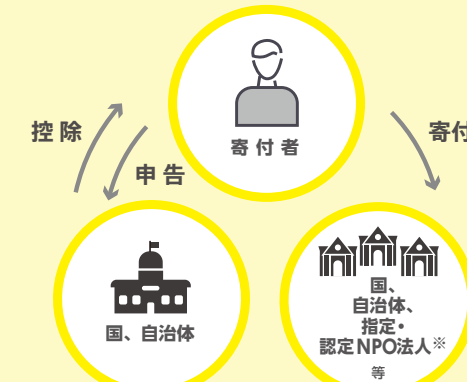 寄付者
控除
申告
寄付
国、自治体
国、
自治体、
指定・
認定NPO法人※
等